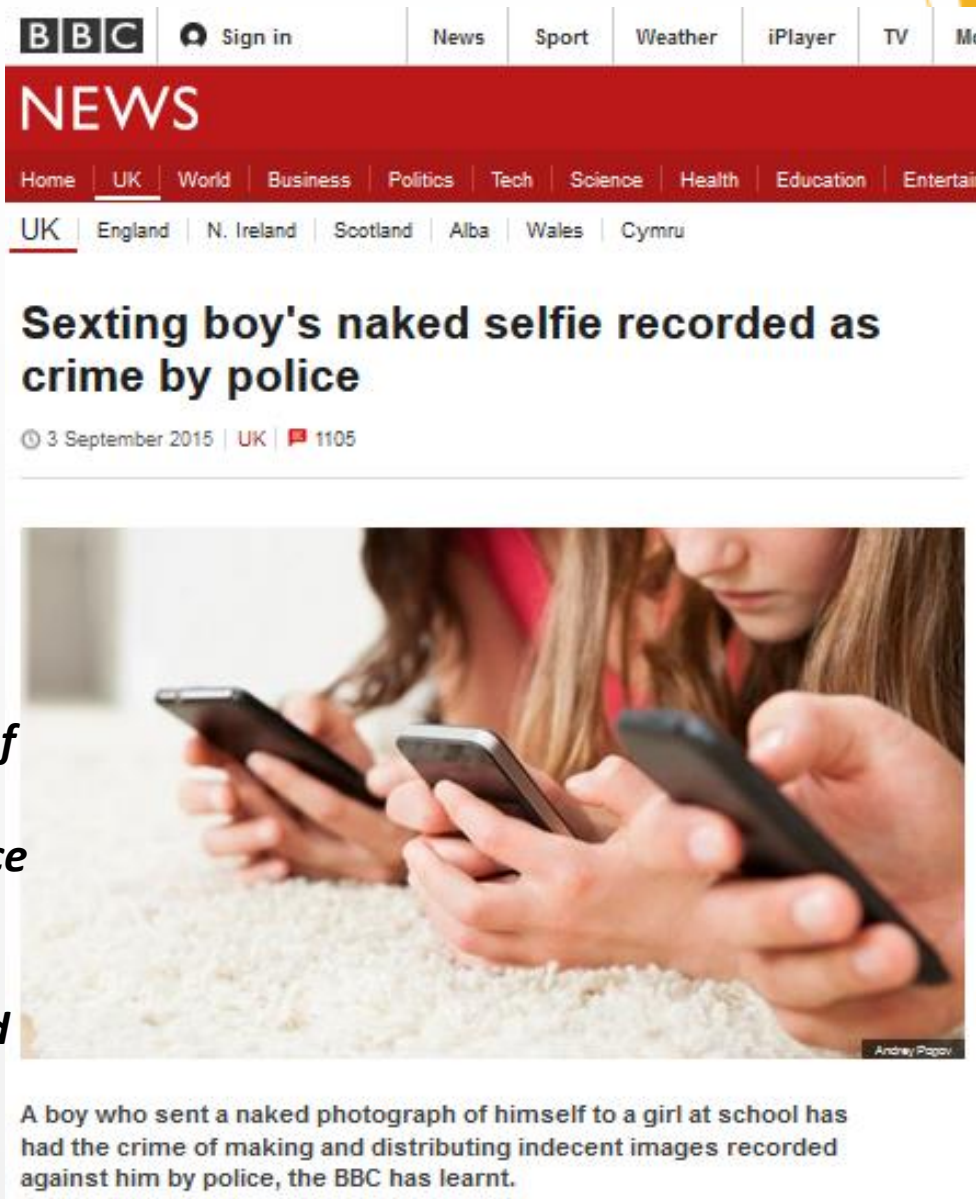 BBC Sign in News Sport Weather iPlayer TV
NEWS
Home UK World Business Politics Tech Science Health Education
UK England N. Ireland Scotland Alba Wales Cymru
Sexting boy's naked selfie recorded as
crime by police
3 September 2015 UK 1105
Andrey Popov
A boy who sent a naked photograph of himself to a girl at school has
had the crime of making and distributing indecent images recorded
against him by police, the BBC has learnt.